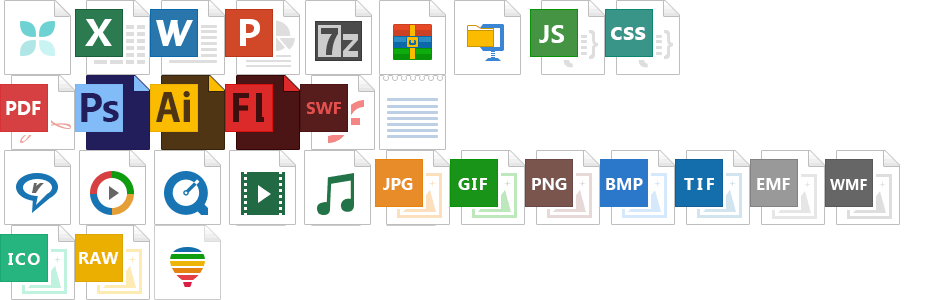 X W P 7z JS CSS
PDF Ps Ai Fl SWF
JPG GIF PNG BMP TIF EMF WMF
ICO RAW